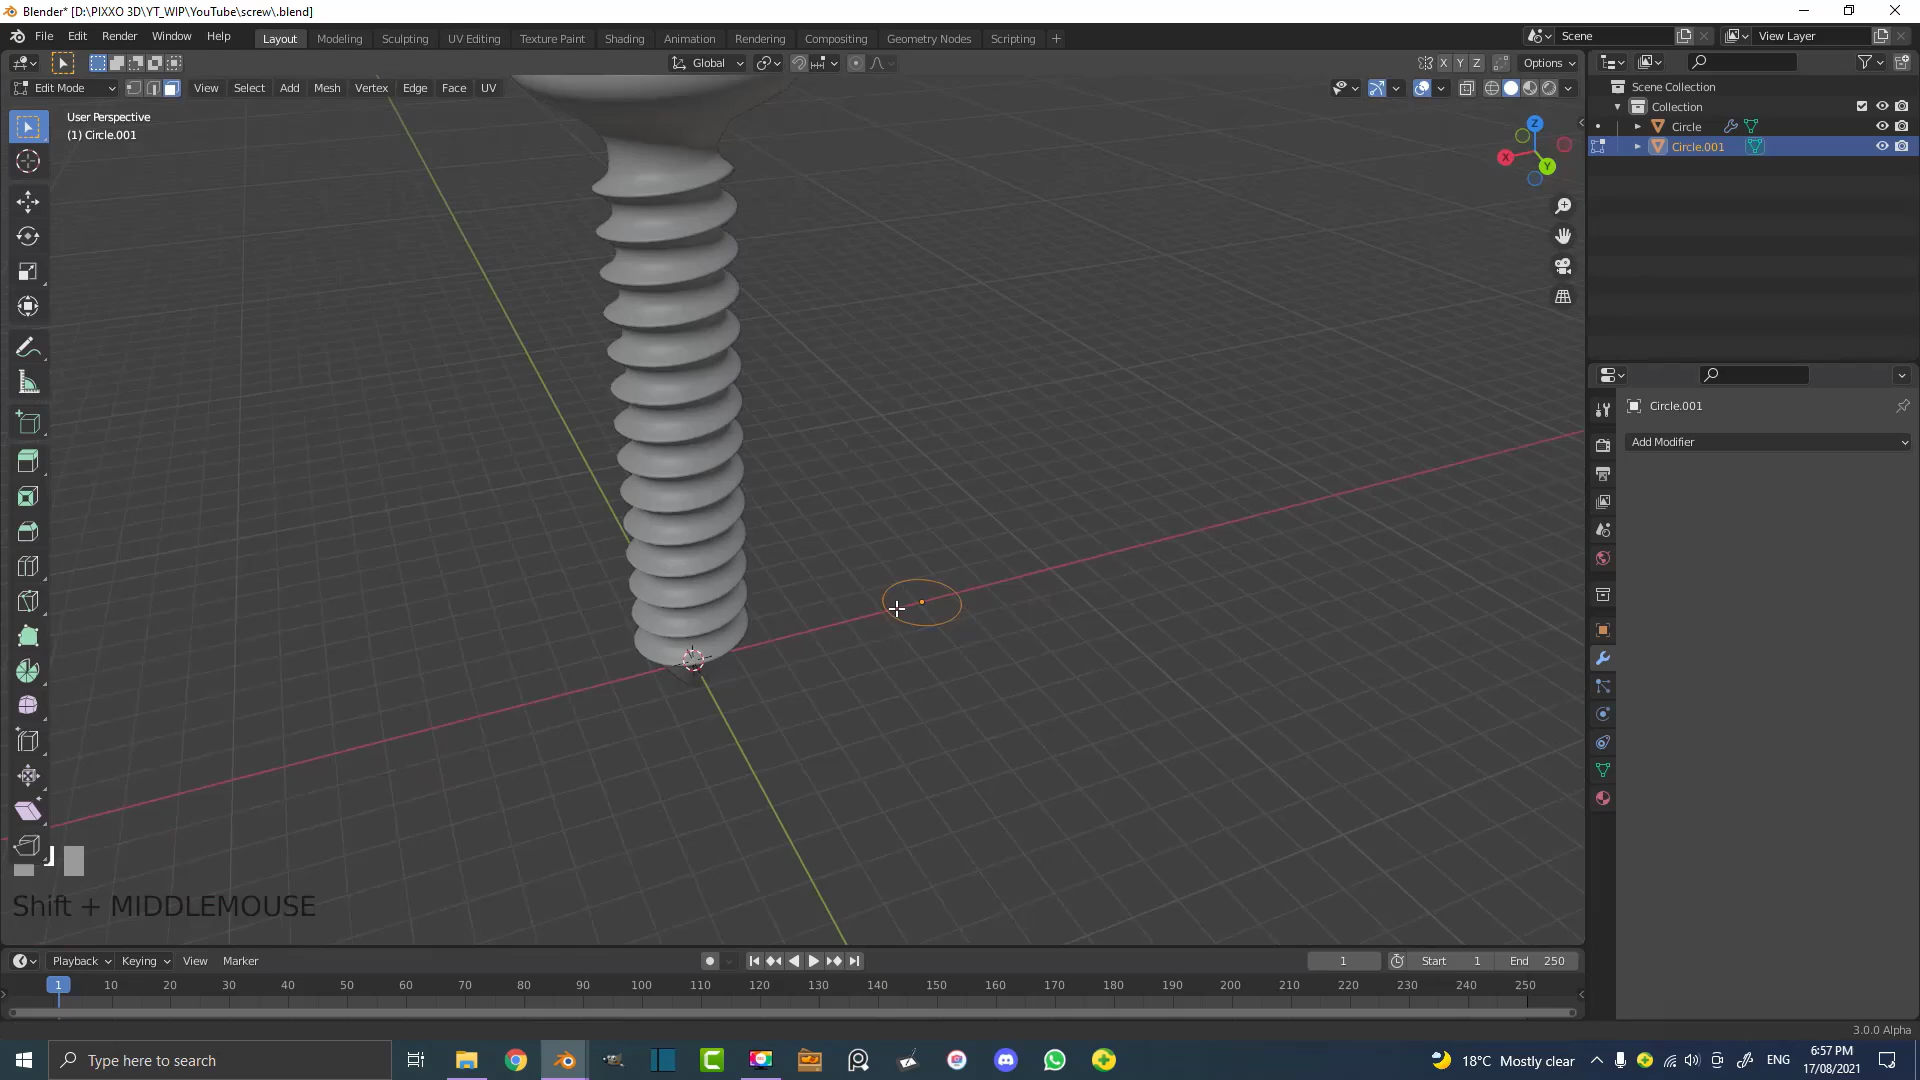 Blender* [D:\PIXXO 3D\YT_WIP\YouTube\screw\.blend]
File Edit Render Window Help Layout Modeling Sculpting UV Editing Texture Paint Shading Animation Rendering Compositing Geometry Nodes Scripting + Scene View Layer
Global X Y Z Options
Edit Mode View Select Add Mesh Vertex Edge Face UV
User Perspective
(1) Circle.001
Z
X
Y
Scene Collection
Collection
Circle
Circle.001
Circle.001
Add Modifier
Shift + MIDDLEMOUSE
Playback Keying View Marker 1 Start 1 End 250
1 10 20 30 40 50 60 70 80 90 100 110 120 130 140 150 160 170 180 190 200 210 220 230 240 250
3.0.0 Alpha
Type here to search 18°C Mostly clear ENG
6:57 PM
17/08/2021